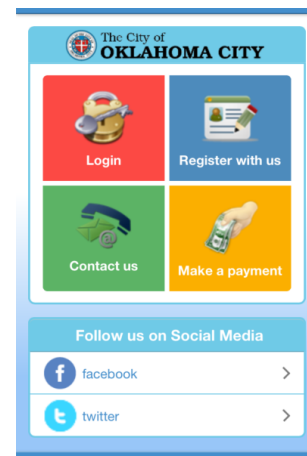 The City of
OKLAHOMA CITY
Login
Register with us
Contact us
Make a payment
Follow us on Social Media
facebook
twitter